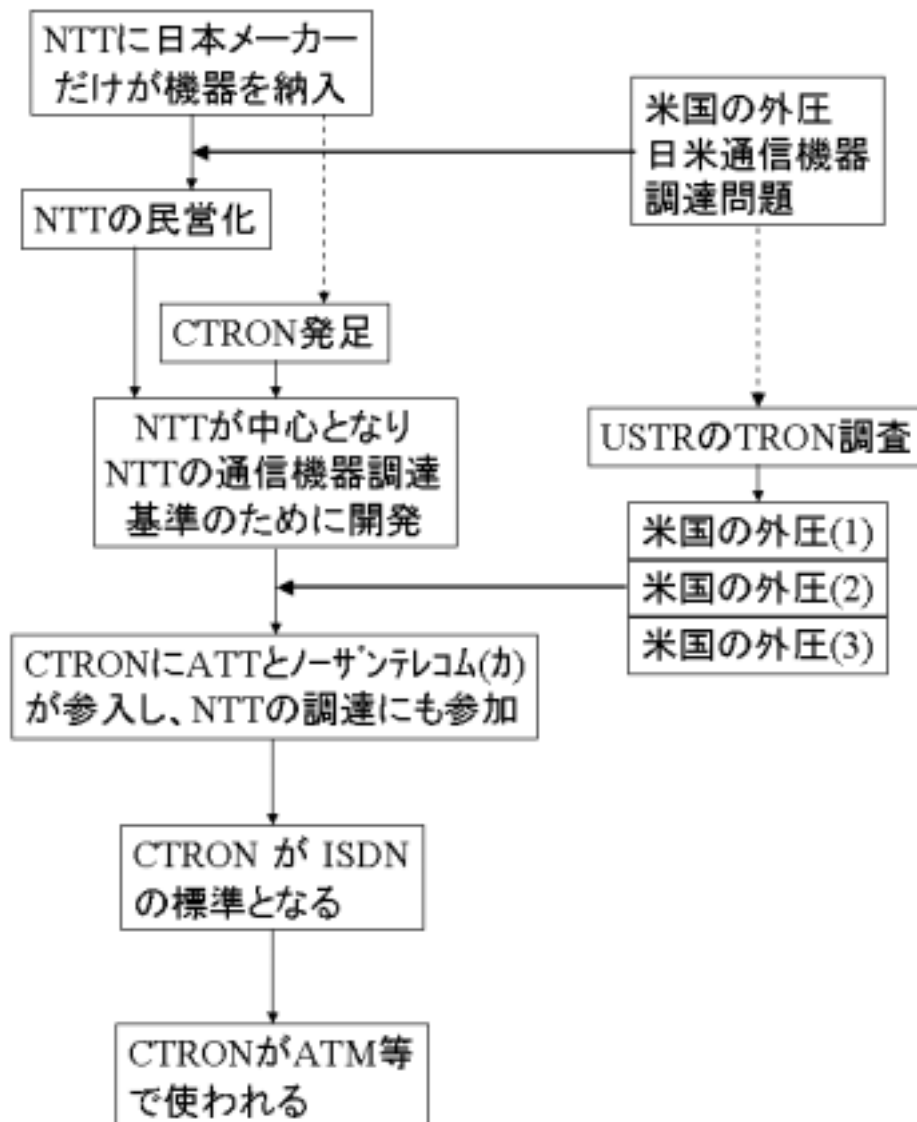 NTTに日本メーカー
だけが機器を納入
米国の外圧
日米通信機器
調達問題
NTTの民営化
CTRON発足
NTTが中心となり
NTTの通信機器調達
基準のために開発
USTRのTRON調査
米国の外圧(1)
米国の外圧(2)
米国の外圧(3)
CTRONにATTとノーザンテレコム(カ)
が参入し、NTTの調達にも参加
CTRON が ISDN
の標準となる
CTRONがATM等
で使われる